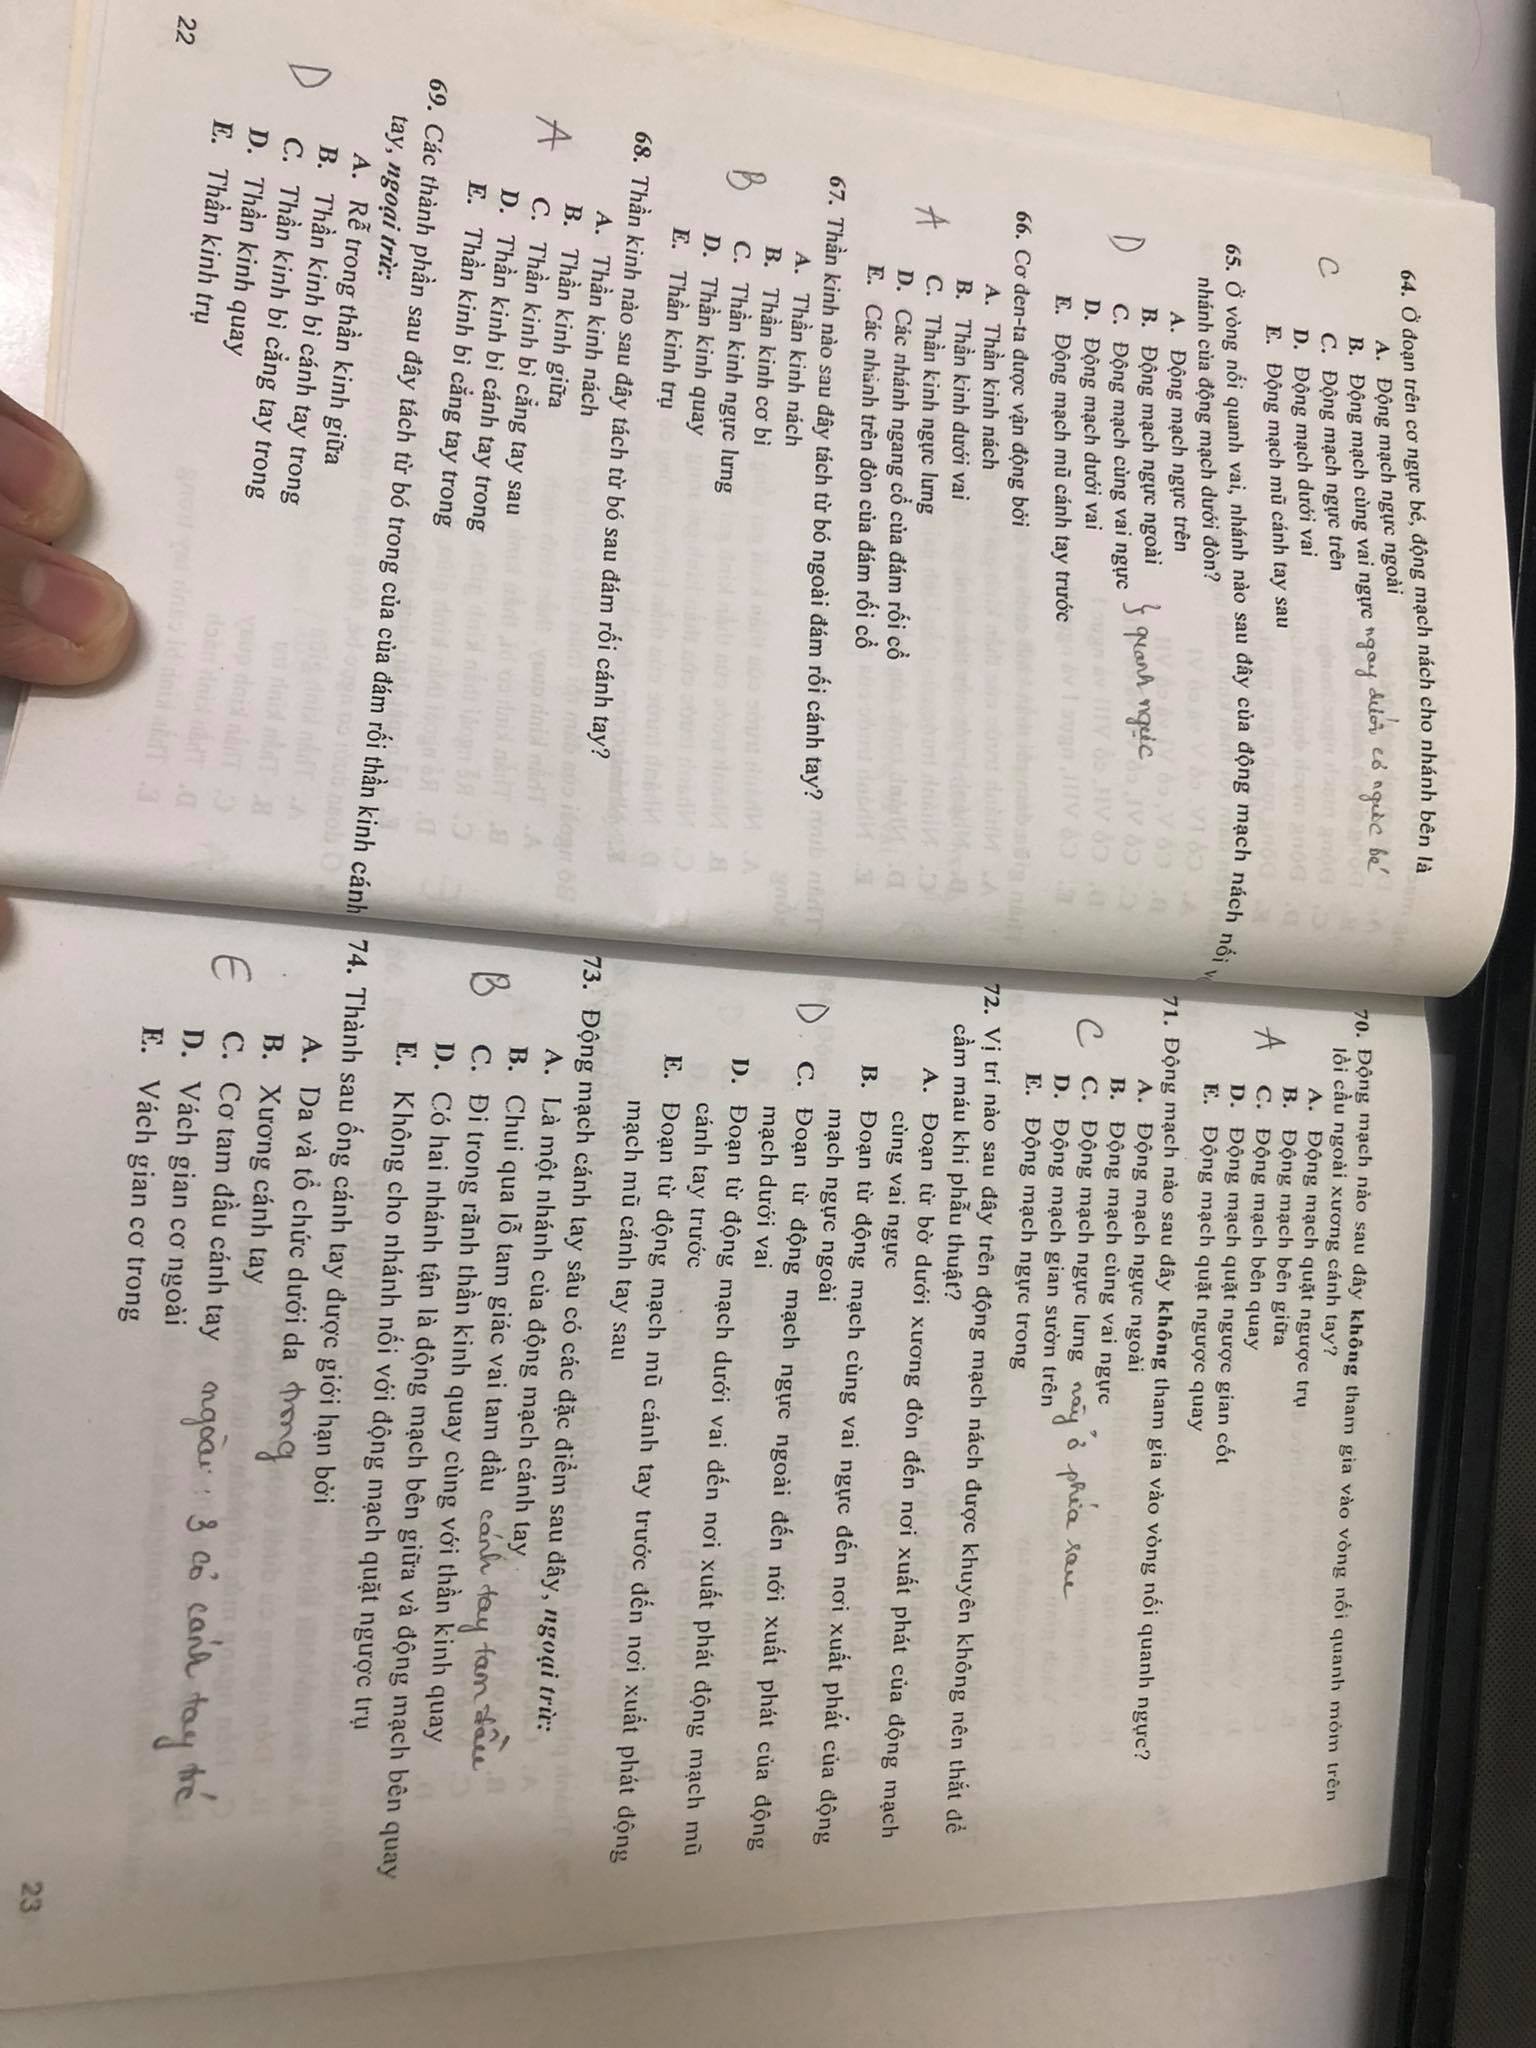 64. Ở đoạn trên cơ ngực bé, động mạch nách cho nhánh bên là
A. Động mạch ngực ngoài
B. Động mạch cùng vai ngực ngay dưới cơ ngực bé
C C. Động mạch ngực trên
D. Động mạch dưới vai
E. Động mạch mũ cánh tay sau
65. Ở vòng nối quanh vai, nhánh nào sau đây của động mạch nách nối
nhánh của động mạch dưới đòn?
A. Động mạch ngực trên
B. Động mạch ngực ngoài
} quanh ngực
D C. Động mạch cùng vai ngực
D. Động mạch dưới vai
E. Động mạch mũ cánh tay trước
66. Cơ đen-ta được vận động bởi
A. Thần kinh nách
B. Thần kinh dưới vai
A C. Thần kinh ngực lưng
D. Các nhánh ngang cổ của đám rối cổ
E. Các nhánh trên đòn của đám rối cổ
67. Thần kinh nào sau đây tách từ bó ngoài đám rối cánh tay?
A. Thần kinh nách
B. Thần kinh cơ bì
B C. Thần kinh ngực lưng
D. Thần kinh quay
E. Thần kinh trụ
68. Thần kinh nào sau đây tách từ bó sau đám rối cánh tay?
A. Thần kinh nách
B. Thần kinh giữa
A C. Thần kinh bì cẳng tay sau
D. Thần kinh bì cánh tay trong
E. Thần kinh bì cẳng tay trong
69. Các thành phần sau đây tách từ bó trong của của đám rối thần kinh cánh
tay, ngoại trừ:
A. Rễ trong thần kinh giữa
B. Thần kinh bì cánh tay trong
D C. Thần kinh bì cẳng tay trong
D. Thần kinh quay
E. Thần kinh trụ
22
70. Động mạch nào sau đây không tham gia vào vòng nối quanh mỏm trên
lồi cầu ngoài xương cánh tay?
A. Động mạch quặt ngược trụ
B. Động mạch bên giữa
A C. Động mạch bên quay
D. Động mạch quặt ngược gian cốt
E. Động mạch quặt ngược quay
71. Động mạch nào sau đây không tham gia vào vòng nối quanh ngực?
A. Động mạch ngực ngoài
B. Động mạch cùng vai ngực
C C. Động mạch ngực lưng này ở phía sau
D. Động mạch gian sườn trên
E. Động mạch ngực trong
72. Vị trí nào sau đây trên động mạch nách được khuyên không nên thắt để
cầm máu khi phẫu thuật?
A. Đoạn từ bờ dưới xương đòn đến nơi xuất phát của động mạch
cùng vai ngực
B. Đoạn từ động mạch cùng vai ngực đến nơi xuất phát của động
mạch ngực ngoài
D C. Đoạn từ động mạch ngực ngoài đến nới xuất phát của động
mạch dưới vai
D. Đoạn từ động mạch dưới vai đến nơi xuất phát động mạch mũ
cánh tay trước
E. Đoạn từ động mạch mũ cánh tay trước đến nơi xuất phát động
mạch mũ cánh tay sau
73. Động mạch cánh tay sâu có các đặc điểm sau đây, ngoại trừ:
A. Là một nhánh của động mạch cánh tay
B. Chui qua lỗ tam giác vai tam đầu cánh tay tam đầu
B C. Đi trong rãnh thần kinh quay cùng với thần kinh quay
D. Có hai nhánh tận là động mạch bên giữa và động mạch bên quay
E. Không cho nhánh nối với động mạch quặt ngược trụ
74. Thành sau ống cánh tay được giới hạn bởi
A. Da và tổ chức dưới da trong
B. Xương cánh tay
E C. Cơ tam đầu cánh tay ngoài: 3 cơ cánh tay trc
D. Vách gian cơ ngoài
E. Vách gian cơ trong
23